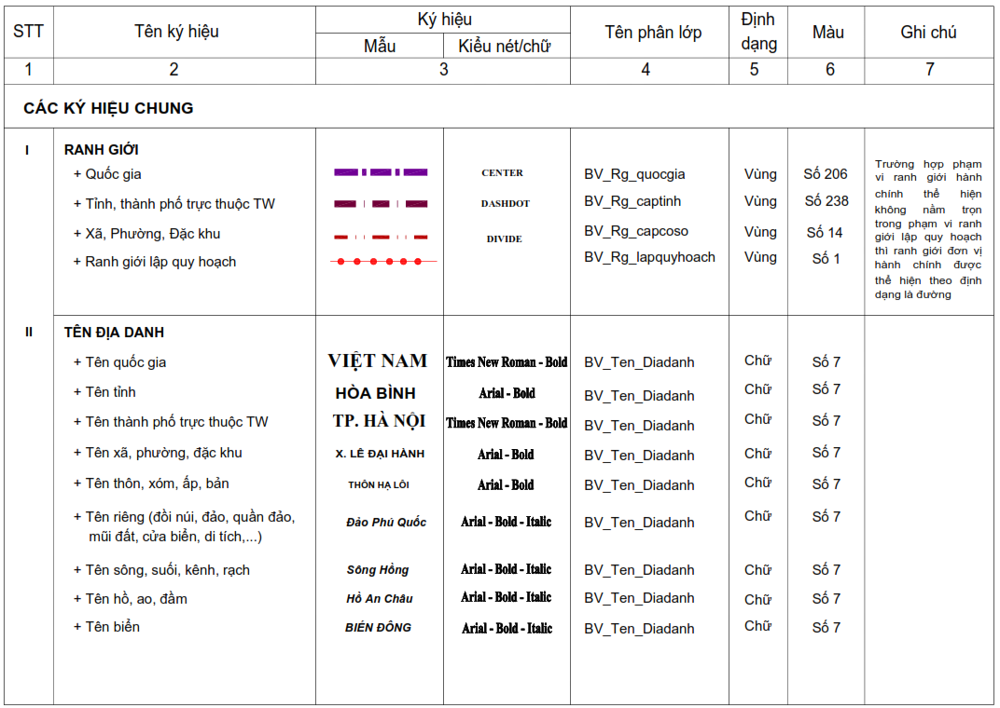 STT Tên ký hiệu Ký hiệu Tên phân lớp Định dạng Màu Ghi chú
Mẫu Kiểu nét/chữ
1 2 3 4 5 6 7
CÁC KÝ HIỆU CHUNG
I RANH GIỚI
+ Quốc gia CENTER BV_Rg_quocgia Vùng Số 206
+ Tỉnh, thành phố trực thuộc TW DASHDOT BV_Rg_captinh Vùng Số 238
+ Xã, Phường, Đặc khu DIVIDE BV_Rg_capcoso Vùng Số 14
+ Ranh giới lập quy hoạch BV_Rg_lapquyhoach Vùng Số 1
Trường hợp phạm
vi ranh giới hành
chính thể hiện
không nằm trọn
trong phạm vi ranh
giới lập quy hoạch
thì ranh giới đơn vị
hành chính được
thể hiện theo định
dạng là đường
II TÊN ĐỊA DANH
+ Tên quốc gia VIỆT NAM Times New Roman - Bold BV_Ten_Diadanh Chữ Số 7
+ Tên tỉnh HÒA BÌNH Arial - Bold BV_Ten_Diadanh Chữ Số 7
+ Tên thành phố trực thuộc TW TP. HÀ NỘI Times New Roman - Bold BV_Ten_Diadanh Chữ Số 7
+ Tên xã, phường, đặc khu X. LÊ ĐẠI HÀNH Arial - Bold BV_Ten_Diadanh Chữ Số 7
+ Tên thôn, xóm, ấp, bản THÔN HẠ LÔI Arial - Bold BV_Ten_Diadanh Chữ Số 7
+ Tên riêng (đồi núi, đảo, quần đảo, Đảo Phú Quốc Arial - Bold - Italic BV_Ten_Diadanh Chữ Số 7
mũi đất, cửa biển, di tích,...)
+ Tên sông, suối, kênh, rạch Sông Hồng Arial - Bold - Italic BV_Ten_Diadanh Chữ Số 7
+ Tên hồ, ao, đầm Hồ An Châu Arial - Bold - Italic BV_Ten_Diadanh Chữ Số 7
+ Tên biển BIỂN ĐÔNG Arial - Bold - Italic BV_Ten_Diadanh Chữ Số 7